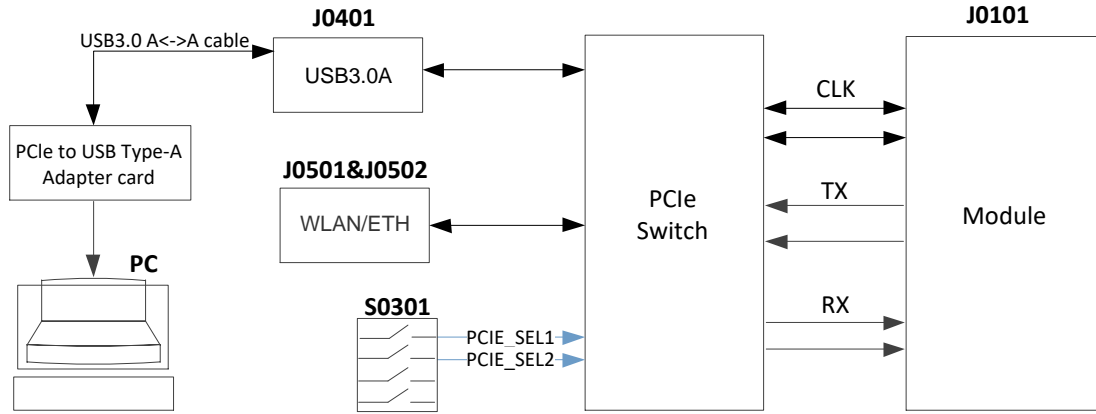 J0401
J0101
USB3.0 A<->A cable
USB3.0A
CLK
PCIe to USB Type-A
Adapter card
J0501&J0502
WLAN/ETH
PCIe
Switch
TX
Module
PC
S0301
RX
PCIE_SEL1
PCIE_SEL2